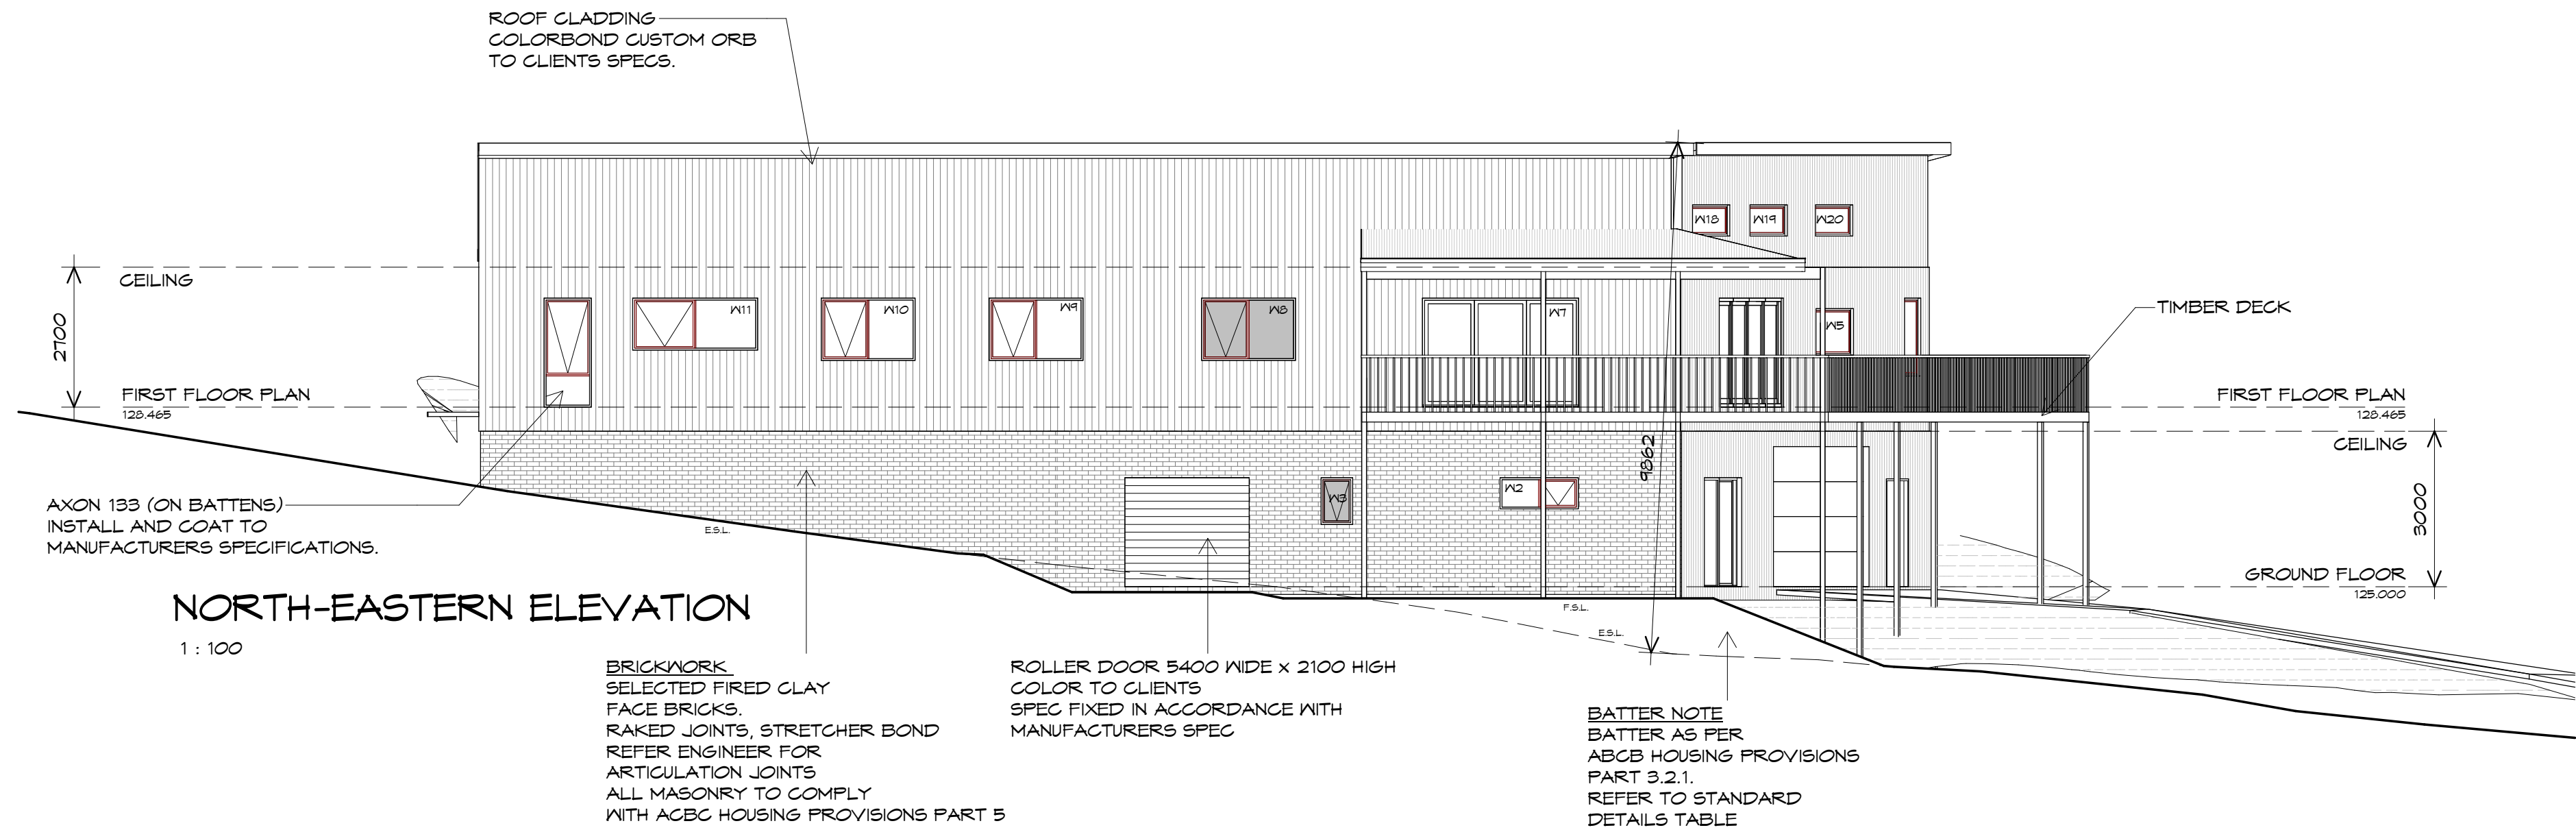 ROOF CLADDING
COLORBOND CUSTOM ORB
TO CLIENTS SPECS.
W18
W19
W20
CEILING
2700
W11
W10
W9
W8
W7
W5
TIMBER DECK
FIRST FLOOR PLAN
128.465
FIRST FLOOR PLAN
128.465
CEILING
9862
3000
W3
W2
AXON 133 (ON BATTENS)
INSTALL AND COAT TO
MANUFACTURERS SPECIFICATIONS.
E.S.L.
GROUND FLOOR
125.000
F.S.L.
E.S.L.
NORTH-EASTERN ELEVATION
1 : 100
BRICKWORK
SELECTED FIRED CLAY
FACE BRICKS.
RAKED JOINTS, STRETCHER BOND
REFER ENGINEER FOR
ARTICULATION JOINTS
ALL MASONRY TO COMPLY
WITH ACBC HOUSING PROVISIONS PART 5
ROLLER DOOR 5400 WIDE x 2100 HIGH
COLOR TO CLIENTS
SPEC FIXED IN ACCORDANCE WITH
MANUFACTURERS SPEC
BATTER NOTE
BATTER AS PER
ABCB HOUSING PROVISIONS
PART 3.2.1.
REFER TO STANDARD
DETAILS TABLE